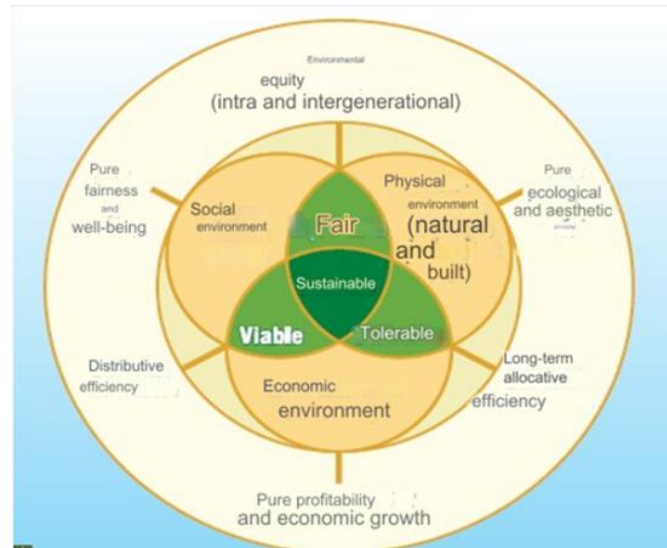 Environmental
equity
(intra and intergenerational)
Pure
fairness
and
well-being
Pure
ecological
and aesthetic
Social
environment
Physical
environment
(natural
and
built)
Fair
Sustainable
Viable
Tolerable
Distributive
efficiency
Long-term
allocative
efficiency
Economic
environment
Pure profitability
and economic growth